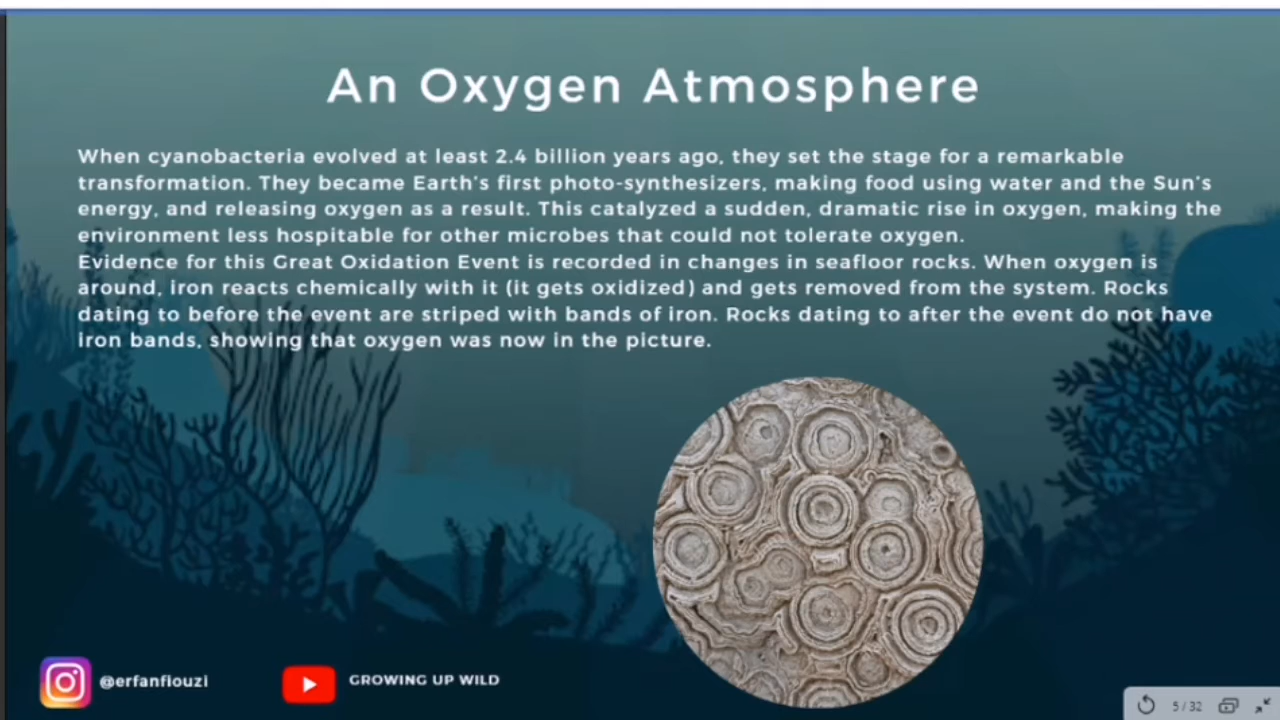 An Oxygen Atmosphere
When cyanobacteria evolved at least 2.4 billion years ago, they set the stage for a remarkable
transformation. They became Earth's first photo-synthesizers, making food using water and the Sun's
energy, and releasing oxygen as a result. This catalyzed a sudden, dramatic rise in oxygen, making the
environment less hospitable for other microbes that could not tolerate oxygen.
Evidence for this Great Oxidation Event is recorded in changes in seafloor rocks. When oxygen is
around, iron reacts chemically with it (it gets oxidized) and gets removed from the system. Rocks
dating to before the event are striped with bands of iron. Rocks dating to after the event do not have
iron bands, showing that oxygen was now in the picture.
@erfanfiouzi
GROWING UP WILD
5 / 32